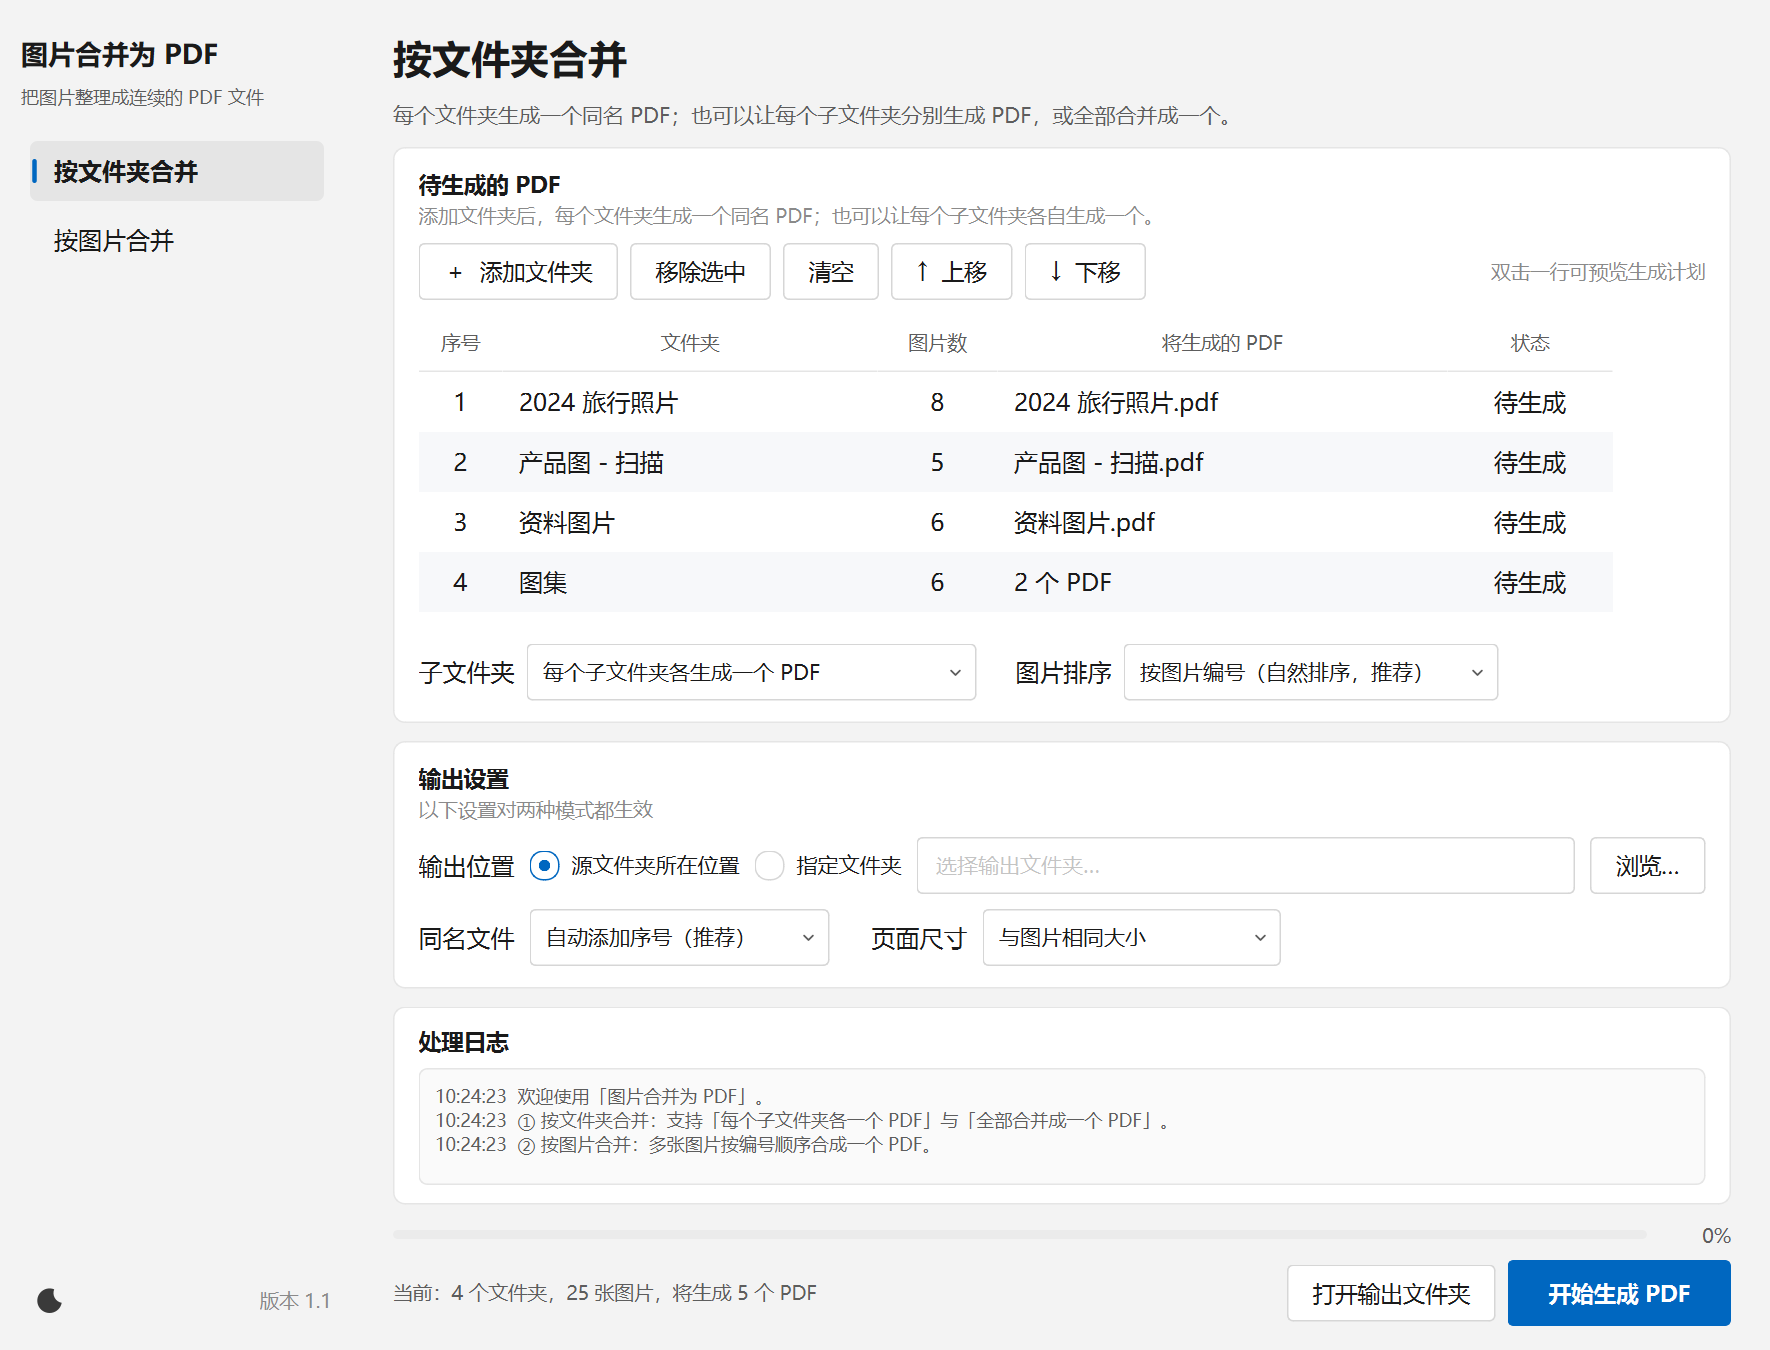 图片合并为 PDF
把图片整理成连续的 PDF 文件
按文件夹合并
按图片合并
版本 1.1
按文件夹合并
每个文件夹生成一个同名 PDF；也可以让每个子文件夹分别生成 PDF，或全部合并成一个。
待生成的 PDF
添加文件夹后，每个文件夹生成一个同名 PDF；也可以让每个子文件夹各自生成一个。
+ 添加文件夹 移除选中 清空 ↑ 上移 ↓ 下移 双击一行可预览生成计划
序号 文件夹 图片数 将生成的 PDF 状态
1 2024 旅行照片 8 2024 旅行照片.pdf 待生成
2 产品图 - 扫描 5 产品图 - 扫描.pdf 待生成
3 资料图片 6 资料图片.pdf 待生成
4 图集 6 2 个 PDF 待生成
子文件夹 每个子文件夹各生成一个 PDF 图片排序 按图片编号（自然排序，推荐）
输出设置
以下设置对两种模式都生效
输出位置 源文件夹所在位置 指定文件夹 选择输出文件夹... 浏览...
同名文件 自动添加序号（推荐） 页面尺寸 与图片相同大小
处理日志
10:24:23 欢迎使用「图片合并为 PDF」。
10:24:23 ① 按文件夹合并：支持「每个子文件夹各一个 PDF」与「全部合并成一个 PDF」。
10:24:23 ② 按图片合并：多张图片按编号顺序合成一个 PDF。
0%
当前：4 个文件夹，25 张图片，将生成 5 个 PDF 打开输出文件夹 开始生成 PDF